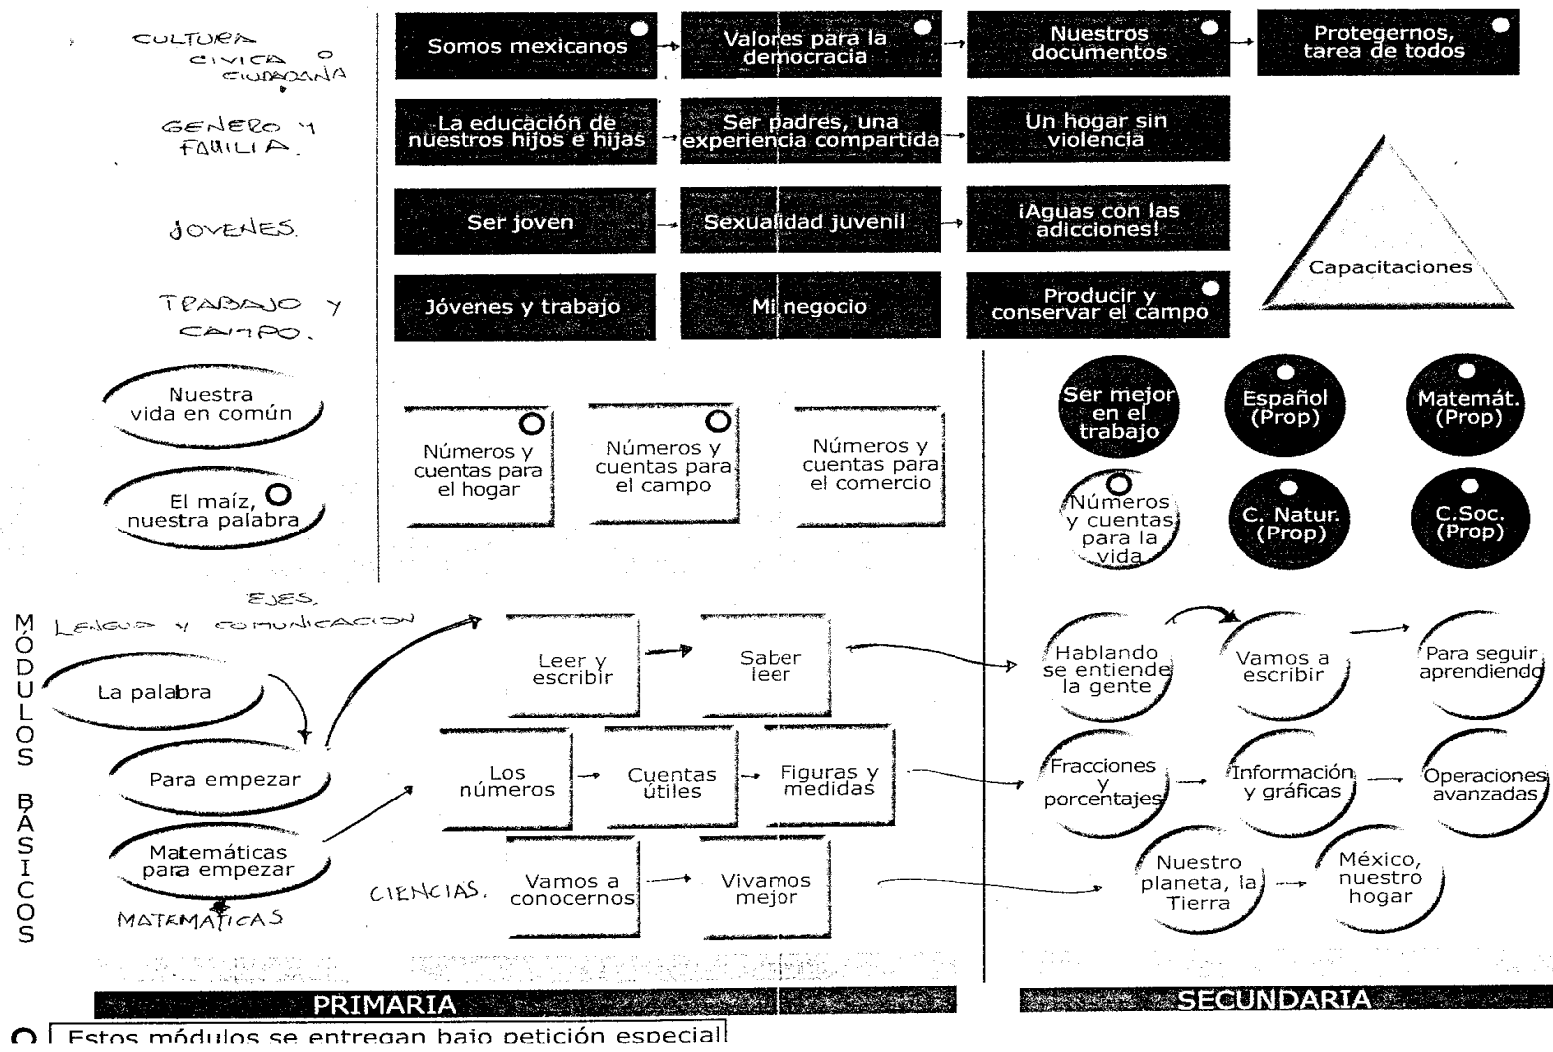 CULTURA
CIVICA O
CIUDADANA
Somos mexicanos
Valores para la
democracia
Nuestros
documentos
Protegernos,
tarea de todos
GENERO Y
FAMILIA.
La educación de
nuestros hijos e hijas
Ser padres, una
experiencia compartida
Un hogar sin
violencia
JOVENES.
Ser joven
Sexualidad juvenil
¡Aguas con las
adicciones!
Capacitaciones
TRABAJO Y
CAMPO.
Jóvenes y trabajo
Mi negocio
Producir y
conservar el campo
Nuestra
vida en común
El maíz,
nuestra palabra
Números y
cuentas para
el hogar
Números y
cuentas para
el campo
Números y
cuentas para
el comercio
Ser mejor
en el
trabajo
Español
(Prop)
Matemát.
(Prop)
Números
y cuentas
para la
vida
C. Natur.
(Prop)
C.Soc.
(Prop)
MÓDULOS BÁSICOS
EJES.
LENGUA Y COMUNICACION
La palabra
Para empezar
Matemáticas
para empezar
MATEMATICAS
Leer y
escribir
Saber
leer
Hablando
se entiende
la gente
Vamos a
escribir
Para seguir
aprendiendo
Los
números
Cuentas
útiles
Figuras y
medidas
Fracciones
y
porcentajes
Información
y gráficas
Operaciones
avanzadas
CIENCIAS.
Vamos a
conocernos
Vivamos
mejor
Nuestro
planeta, la
Tierra
México,
nuestro
hogar
PRIMARIA
SECUNDARIA
Estos módulos se entregan bajo petición especial